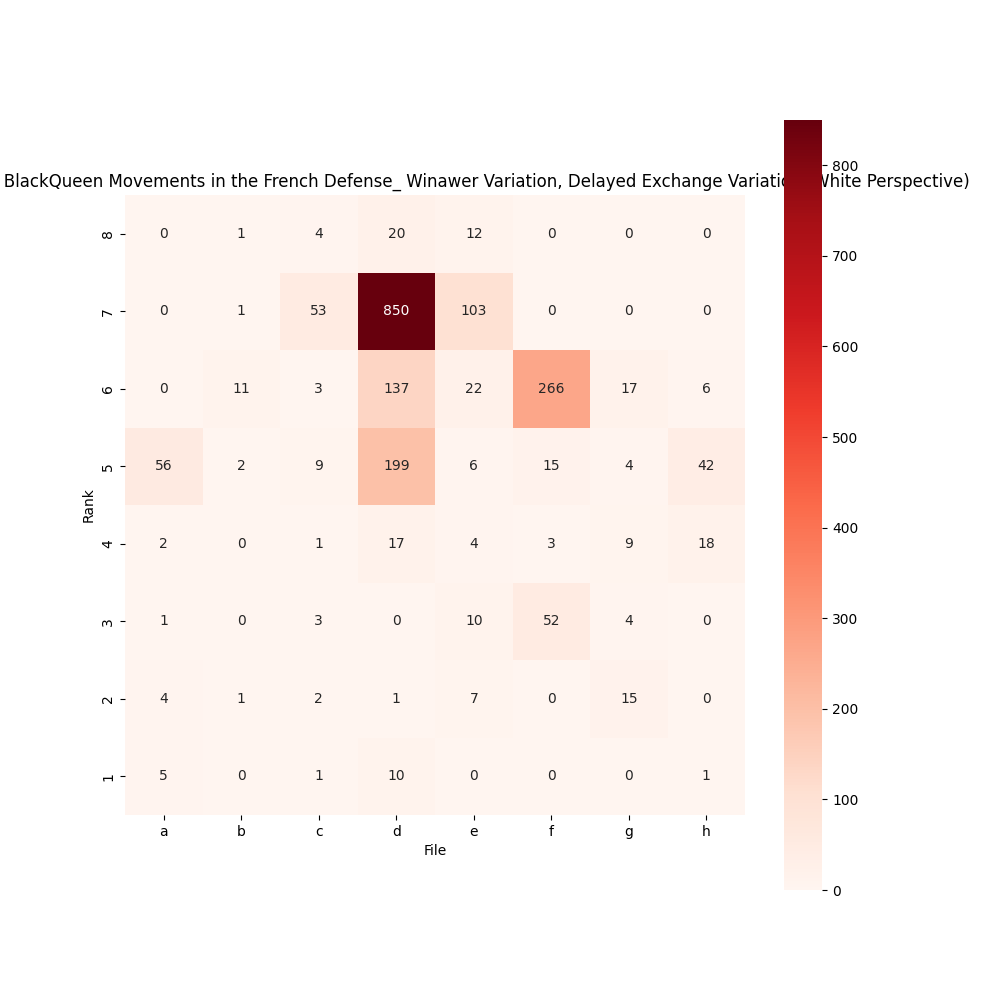 BlackQueen Movements in the French Defense_ Winawer Variation, Delayed Exchange Variatio White Perspective)
800
700
600
500
400
300
200
100
0
Rank
8 0 1 4 20 12 0 0 0
7 0 1 53 850 103 0 0 0
6 0 11 3 137 22 266 17 6
5 56 2 9 199 6 15 4 42
4 2 0 1 17 4 3 9 18
3 1 0 3 0 10 52 4 0
2 4 1 2 1 7 0 15 0
1 5 0 1 10 0 0 0 1
a b c d e f g h
File